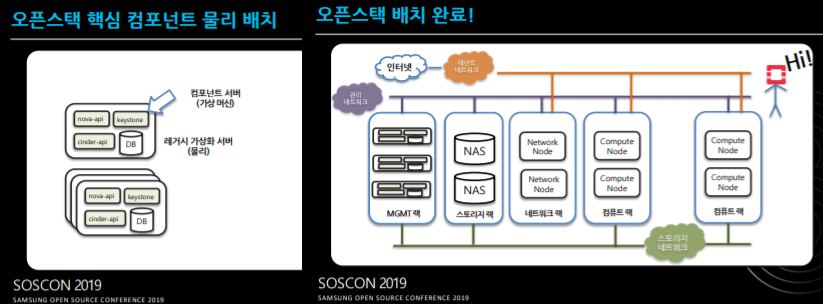 오픈스택 핵심 컴포넌트 물리 배치
컴포넌트 서버
(가상 머신)
nova-api
keystone
cinder-api
DB
레거시 가상화 서버
(물리)
nova-api
keystone
cinder-api
DB
SOSCON 2019
SAMSUNG OPEN SOURCE CONFERENCE 2019
오픈스택 배치 완료!
인터넷
테넌트
네트워크
Hi!
관리
네트워크
NAS
NAS
Network
Node
Network
Node
Compute
Node
Compute
Node
Compute
Node
Compute
Node
MGMT 랙
스토리지 랙
네트워크 랙
컴퓨트 랙
컴퓨트 랙
스토리지
네트워크
SOSCON 2019
SAMSUNG OPEN SOURCE CONFERENCE 2019